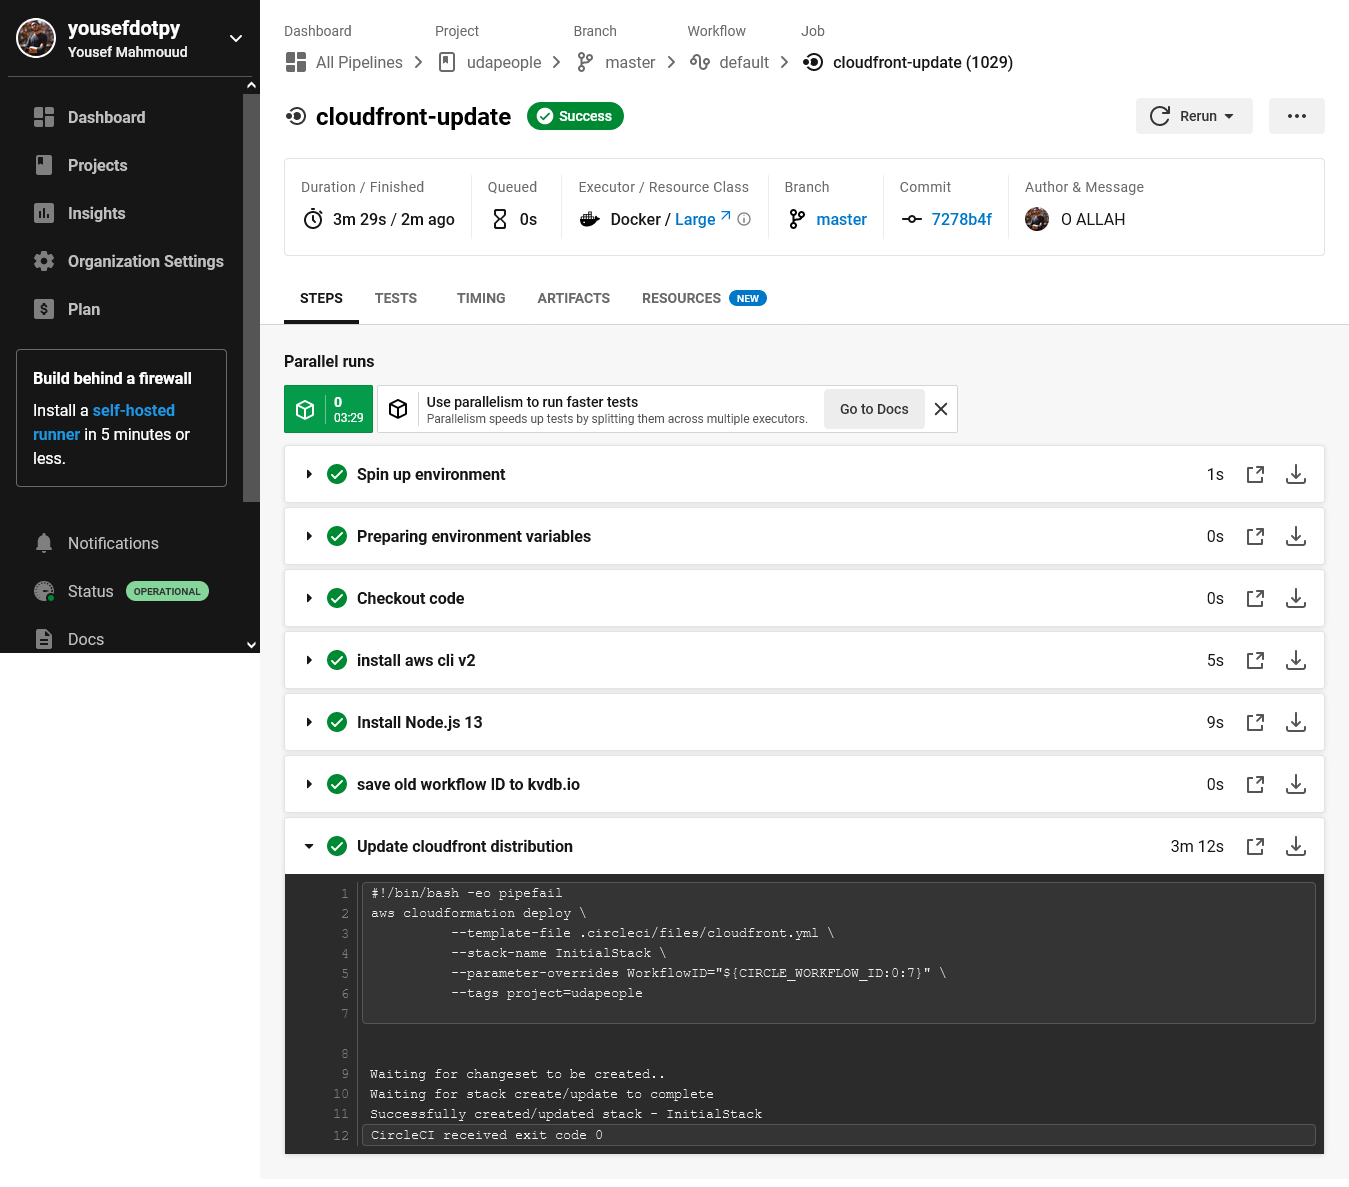 yousefdotpy
Yousef Mahmouud
Dashboard
Projects
Insights
Organization Settings
Plan
Build behind a firewall
Install a self-hosted
runner in 5 minutes or
less.
Notifications
Status OPERATIONAL
Docs
Dashboard Project Branch Workflow Job
All Pipelines udapeople master default cloudfront-update (1029)
cloudfront-update Success Rerun
Duration / Finished Queued Executor / Resource Class Branch Commit Author & Message
3m 29s / 2m ago 0s Docker / Large master 7278b4f O ALLAH
STEPS TESTS TIMING ARTIFACTS RESOURCES NEW
Parallel runs
0
03:29
Use parallelism to run faster tests
Parallelism speeds up tests by splitting them across multiple executors.
Go to Docs
Spin up environment 1s
Preparing environment variables 0s
Checkout code 0s
install aws cli v2 5s
Install Node.js 13 9s
save old workflow ID to kvdb.io 0s
Update cloudfront distribution 3m 12s
1 #!/bin/bash -eo pipefail
2 aws cloudformation deploy \
3 --template-file .circleci/files/cloudfront.yml \
4 --stack-name InitialStack \
5 --parameter-overrides WorkflowID="${CIRCLE_WORKFLOW_ID:0:7}" \
6 --tags project=udapeople
7
8
9 Waiting for changeset to be created..
10 Waiting for stack create/update to complete
11 Successfully created/updated stack - InitialStack
12 CircleCI received exit code 0